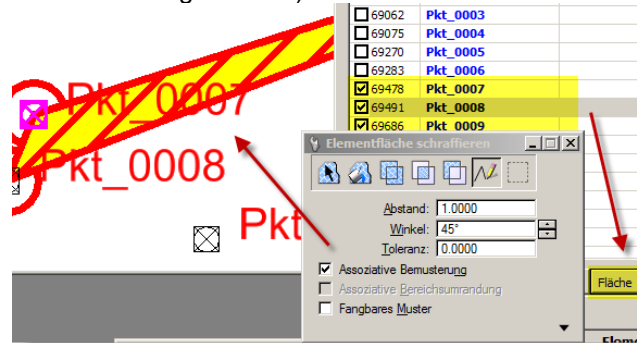 69062 Pkt_0003
69075 Pkt_0004
69270 Pkt_0005
69283 Pkt_0006
69478 Pkt_0007
69491 Pkt_0008
69686 Pkt_0009
Pkt_0007
Pkt_0008
Pkt
Elementfläche schraffieren
Abstand: 1.0000
Winkel: 45°
Toleranz: 0.0000
Assoziative Bemusterung
Assoziative Bereichsumrandung
Fangbares Muster
Fläche